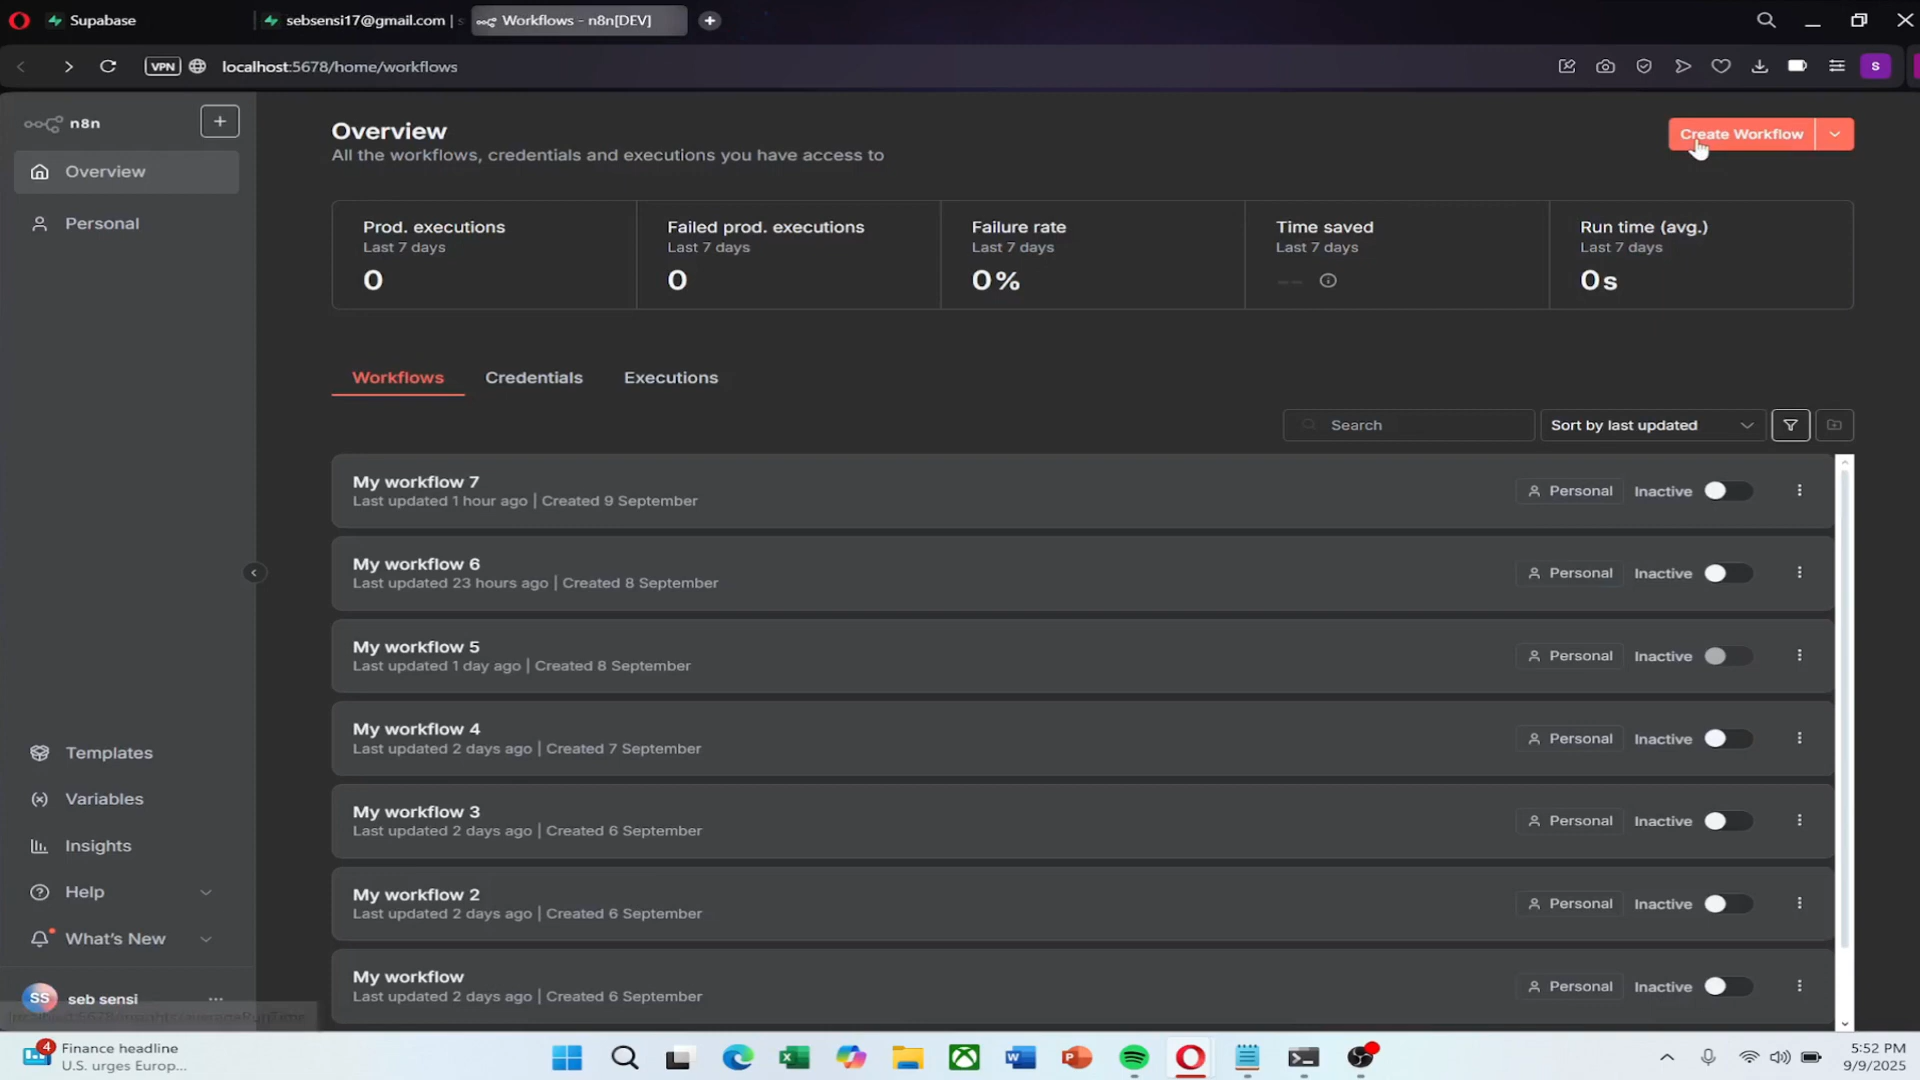 Supabase
sebsensi17@gmail.com | s
Workflows - n8n[DEV]
VPN
localhost:5678/home/workflows
S
n8n
Overview
Personal
Templates
Variables
Insights
Help
What's New
SS
seb sensi
Overview
All the workflows, credentials and executions you have access to
Create Workflow
Prod. executions
Last 7 days
0
Failed prod. executions
Last 7 days
0
Failure rate
Last 7 days
0%
Time saved
Last 7 days
--
Run time (avg.)
Last 7 days
0s
Workflows
Credentials
Executions
Search
Sort by last updated
My workflow 7
Last updated 1 hour ago | Created 9 September
Personal
Inactive
My workflow 6
Last updated 23 hours ago | Created 8 September
Personal
Inactive
My workflow 5
Last updated 1 day ago | Created 8 September
Personal
Inactive
My workflow 4
Last updated 2 days ago | Created 7 September
Personal
Inactive
My workflow 3
Last updated 2 days ago | Created 6 September
Personal
Inactive
My workflow 2
Last updated 2 days ago | Created 6 September
Personal
Inactive
My workflow
Last updated 2 days ago | Created 6 September
Personal
Inactive
4
Finance headline
U.S. urges Europ...
5:52 PM
9/9/2025